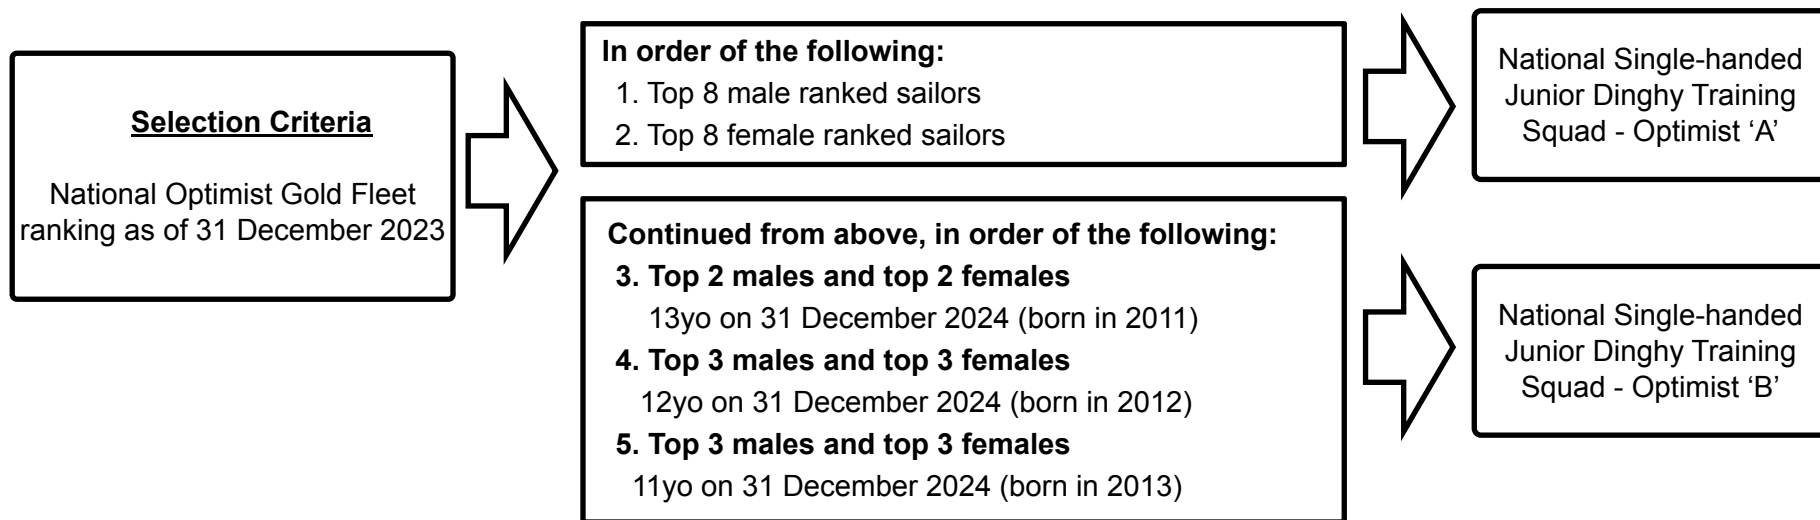 Selection Criteria
National Optimist Gold Fleet
ranking as of 31 December 2023
In order of the following:
1. Top 8 male ranked sailors
2. Top 8 female ranked sailors
Continued from above, in order of the following:
3. Top 2 males and top 2 females
13yo on 31 December 2024 (born in 2011)
4. Top 3 males and top 3 females
12yo on 31 December 2024 (born in 2012)
5. Top 3 males and top 3 females
11yo on 31 December 2024 (born in 2013)
National Single-handed
Junior Dinghy Training
Squad - Optimist ‘A’
National Single-handed
Junior Dinghy Training
Squad - Optimist ‘B’